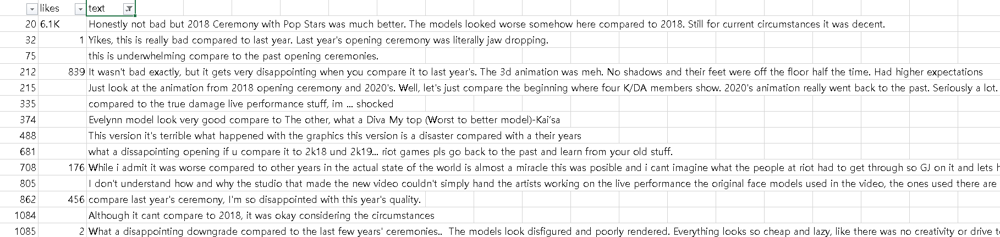 likes text
20 6.1K Honestly not bad but 2018 Ceremony with Pop Stars was much better. The models looked worse somehow here compared to 2018. Still for current circumstances it was decent.
32 1 Yikes, this is really bad compared to last year. Last year's opening ceremony was literally jaw dropping.
75 this is underwhelming compare to the past opening ceremonies.
212 839 It wasn't bad exactly, but it gets very disappointing when you compare it to last year's. The 3d animation was meh. No shadows and their feet were off the floor half the time. Had higher expectations
215 Just look at the animation from 2018 opening ceremony and 2020's. Well, let's just compare the beginning where four K/DA members show. 2020's animation really went back to the past. Seriously a lot.
335 compared to the true damage live performance stuff, im ... shocked
374 Evelynn model look very good compare to The other, what a Diva My top (Worst to better model)-Kai'sa
488 This version it's terrible what happened with the graphics this version is a disaster compared with a their years
681 what a dissapointing opening if u compare it to 2k18 und 2k19... riot games pls go back to the past and learn from your old stuff.
708 176 While i admit it was worse compared to other years in the actual state of the world is almost a miracle this was posible and i cant imagine what the people at riot had to get through so GJ on it and lets
805 I don't understand how and why the studio that made the new video couldn't simply hand the artists working on the live performance the original face models used in the video, the ones used there are
862 456 compare last year's ceremony, I'm so disappointed with this year's quality.
1084 Although it cant compare to 2018, it was okay considering the circumstances
1085 2 What a disappointing downgrade compared to the last few years' ceremonies.. The models look disfigured and poorly rendered. Everything looks so cheap and lazy, like there was no creativity or drive